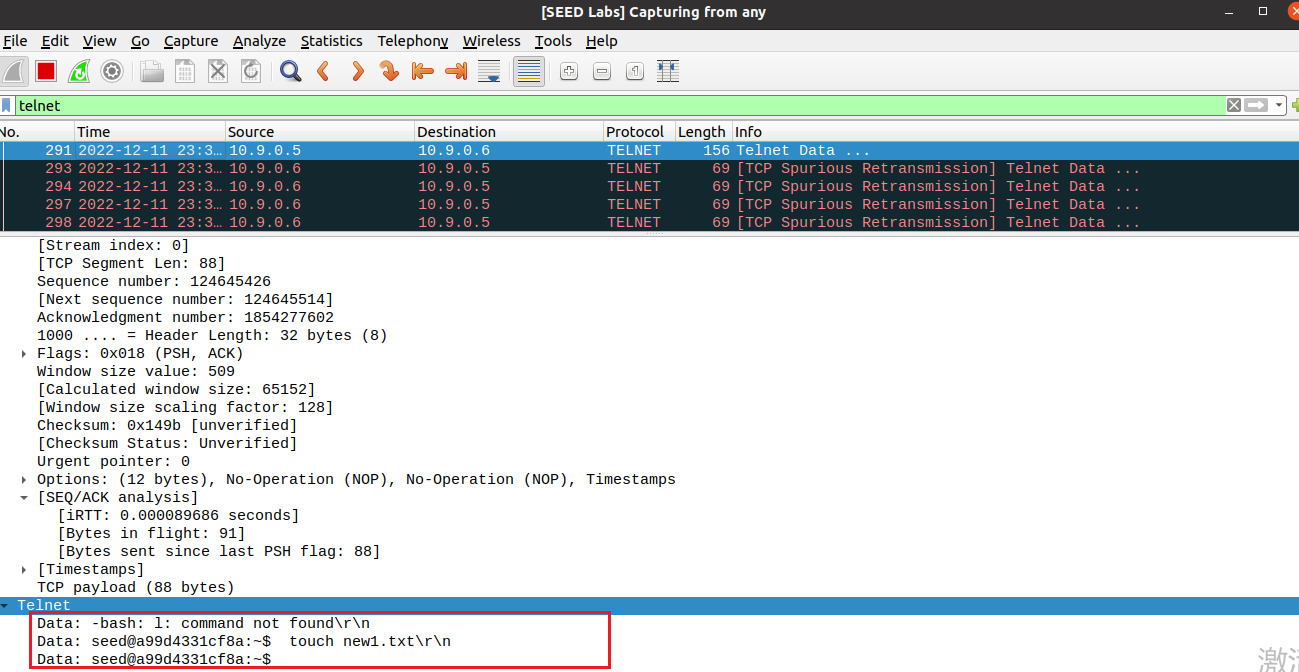 [SEED Labs] Capturing from any
File Edit View Go Capture Analyze Statistics Telephony Wireless Tools Help
telnet
No. Time Source Destination Protocol Length Info
291 2022-12-11 23:3… 10.9.0.5 10.9.0.6 TELNET 156 Telnet Data ...
293 2022-12-11 23:3… 10.9.0.6 10.9.0.5 TELNET 69 [TCP Spurious Retransmission] Telnet Data ...
294 2022-12-11 23:3… 10.9.0.6 10.9.0.5 TELNET 69 [TCP Spurious Retransmission] Telnet Data ...
297 2022-12-11 23:3… 10.9.0.6 10.9.0.5 TELNET 69 [TCP Spurious Retransmission] Telnet Data ...
298 2022-12-11 23:3… 10.9.0.6 10.9.0.5 TELNET 69 [TCP Spurious Retransmission] Telnet Data ...
[Stream index: 0]
[TCP Segment Len: 88]
Sequence number: 124645426
[Next sequence number: 124645514]
Acknowledgment number: 1854277602
1000 .... = Header Length: 32 bytes (8)
Flags: 0x018 (PSH, ACK)
Window size value: 509
[Calculated window size: 65152]
[Window size scaling factor: 128]
Checksum: 0x149b [unverified]
[Checksum Status: Unverified]
Urgent pointer: 0
Options: (12 bytes), No-Operation (NOP), No-Operation (NOP), Timestamps
[SEQ/ACK analysis]
[iRTT: 0.000089686 seconds]
[Bytes in flight: 91]
[Bytes sent since last PSH flag: 88]
[Timestamps]
TCP payload (88 bytes)
Telnet
Data: -bash: l: command not found\r\n
Data: seed@a99d4331cf8a:~$  touch new1.txt\r\n
Data: seed@a99d4331cf8a:~$